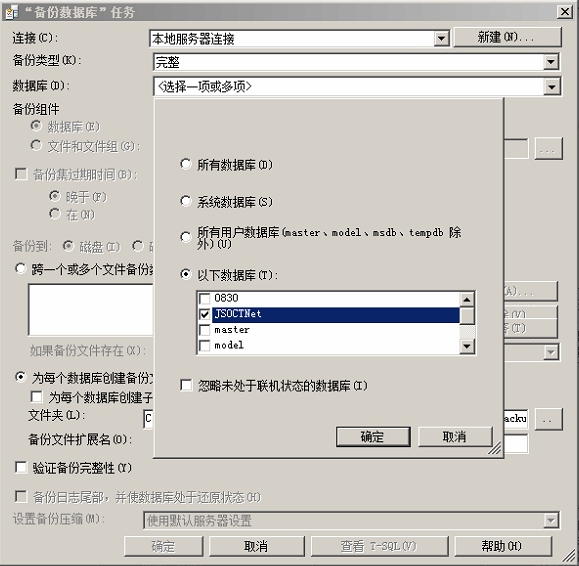 “备份数据库”任务
连接(C):
本地服务器连接
新建(N)...
备份类型(K):
完整
数据库(D):
<选择一项或多项>
备份组件
数据库(E)
文件和文件组(G):
...
备份集过期时间(B):
晚于(F)
在(N)
备份到:
磁盘(I)
跨一个或多个文件备份
如果备份文件存在(X):
为每个数据库创建备份文
为每个数据库创建子
文件夹(L):
C
acku
..
备份文件扩展名(O):
验证备份完整性(Y)
备份日志尾部，并使数据库处于还原状态(H)
设置备份压缩(M):
使用默认服务器设置
确定
取消
查看 T-SQL(V)
帮助(H)
所有数据库(D)
系统数据库(S)
所有用户数据库(master、model、msdb、tempdb 除
外)(U)
以下数据库(T):
0830
JSOCTNet
master
model
忽略未处于联机状态的数据库(I)
确定
取消
(A)...
(T)